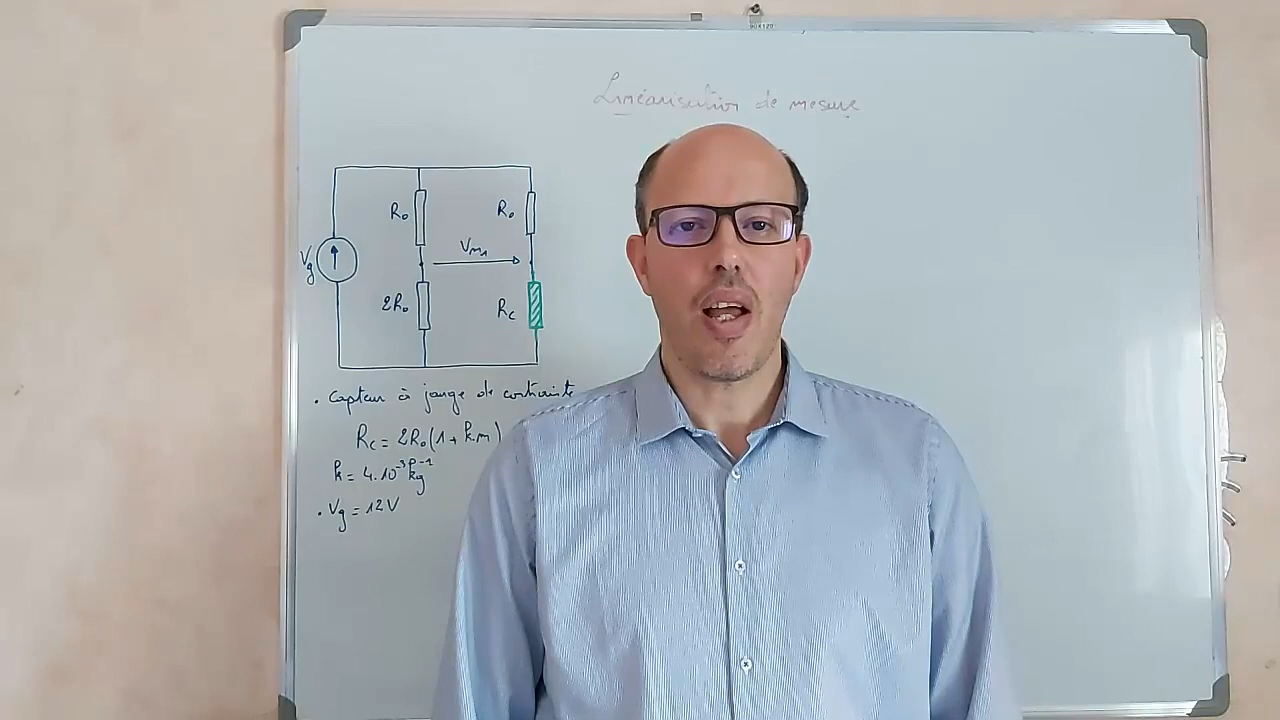 90X120
Linéarisation de mesure
R₀
R₀
Vg
Vm₁
2R₀
Rc
• Capteur à jauge de contrainte
Rc = 2R₀(1 + k m)
k = 4.10⁻³ kg⁻¹
• Vg = 12V